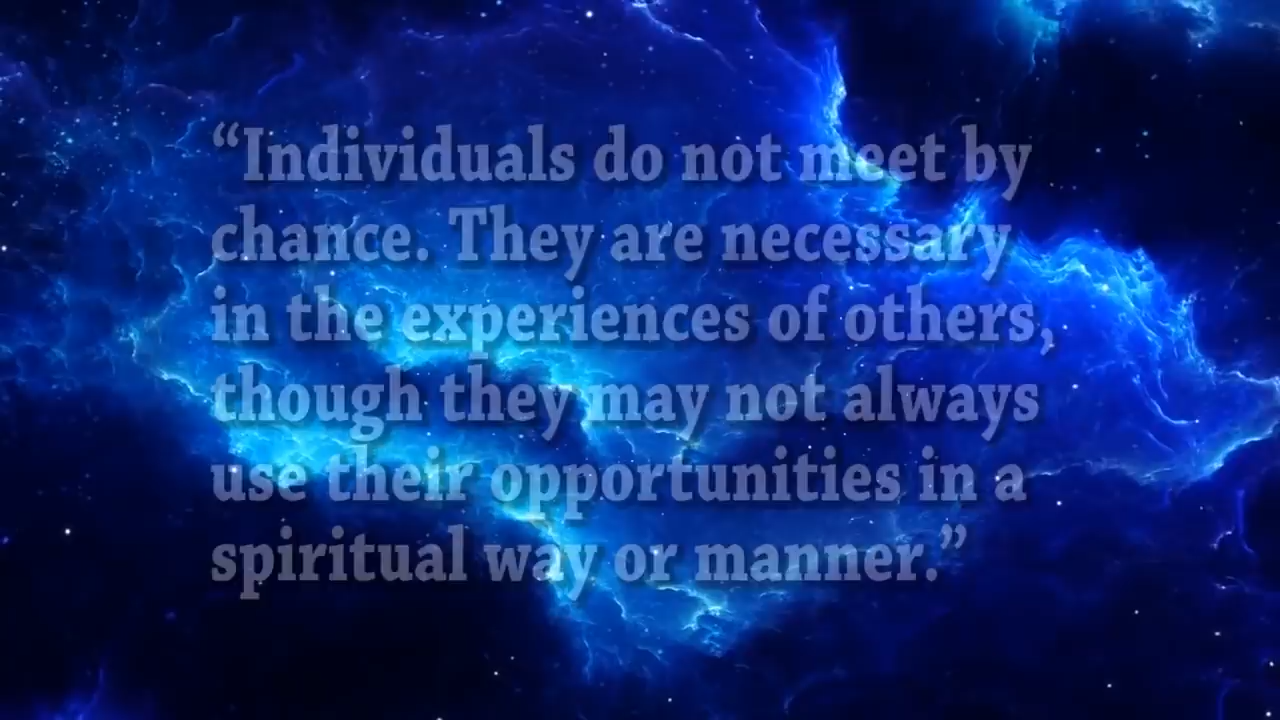 “Individuals do not meet by
chance. They are necessary
in the experiences of others,
though they may not always
use their opportunities in a
spiritual way or manner.”